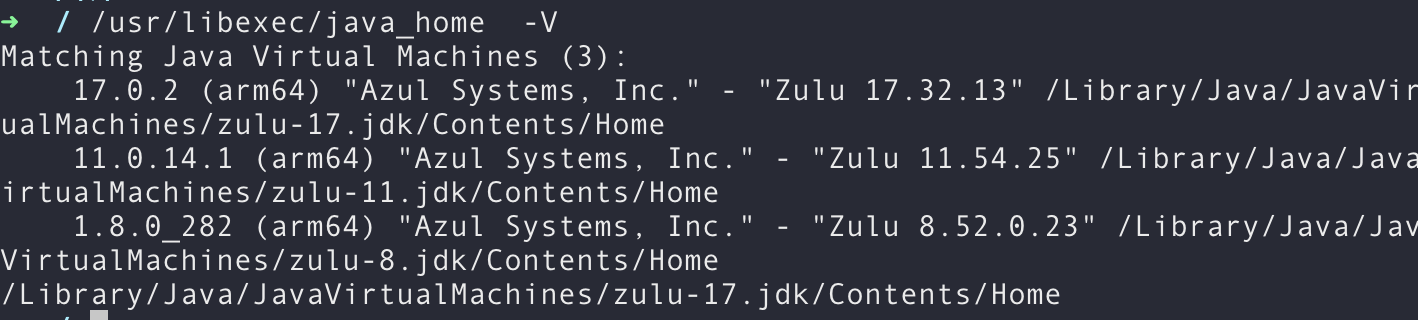 ➜  / /usr/libexec/java_home  -V
Matching Java Virtual Machines (3):
    17.0.2 (arm64) "Azul Systems, Inc." - "Zulu 17.32.13" /Library/Java/JavaVir
ualMachines/zulu-17.jdk/Contents/Home
    11.0.14.1 (arm64) "Azul Systems, Inc." - "Zulu 11.54.25" /Library/Java/Java
irtualMachines/zulu-11.jdk/Contents/Home
    1.8.0_282 (arm64) "Azul Systems, Inc." - "Zulu 8.52.0.23" /Library/Java/Jav
VirtualMachines/zulu-8.jdk/Contents/Home
/Library/Java/JavaVirtualMachines/zulu-17.jdk/Contents/Home